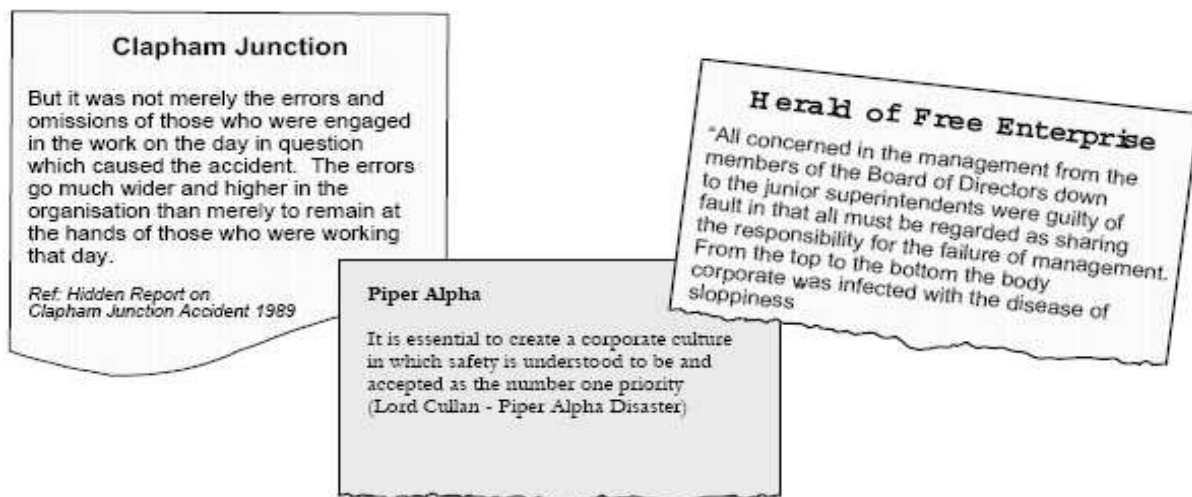 Clapham Junction
But it was not merely the errors and
omissions of those who were engaged
in the work on the day in question
which caused the accident. The errors
go much wider and higher in the
organisation than merely to remain at
the hands of those who were working
that day.
Ref: Hidden Report on
Clapham Junction Accident 1989
Piper Alpha
It is essential to create a corporate culture
in which safety is understood to be and
accepted as the number one priority
(Lord Cullan - Piper Alpha Disaster)
Herald of Free Enterprise
"All concerned in the management from the
members of the Board of Directors down
to the junior superintendents were guilty of
fault in that all must be regarded as sharing
the responsibility for the failure of management.
From the top to the bottom the body
corporate was infected with the disease of
sloppiness